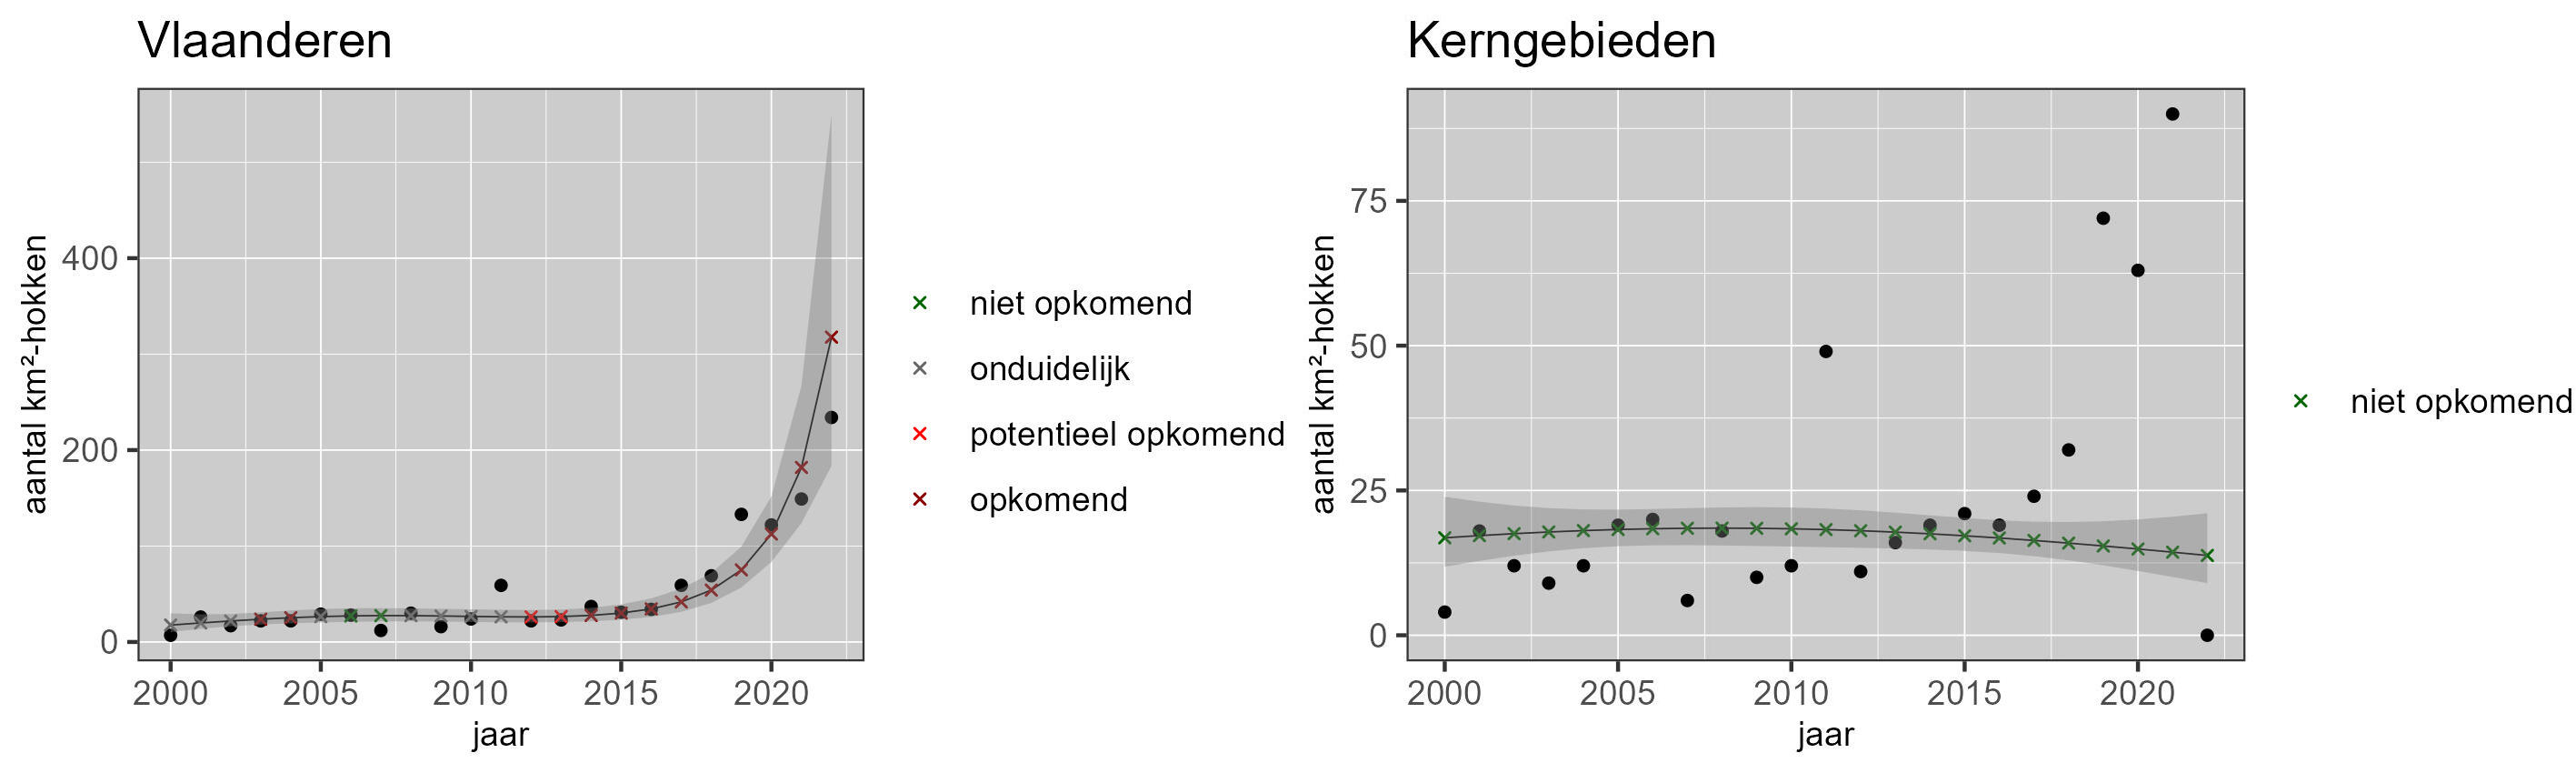 Vlaanderen
aantal km²-hokken
400
200
0
2000 2005 2010 2015 2020
jaar
niet opkomend
onduidelijk
potentieel opkomend
opkomend
Kerngebieden
aantal km²-hokken
75
50
25
0
2000 2005 2010 2015 2020
jaar
niet opkomend